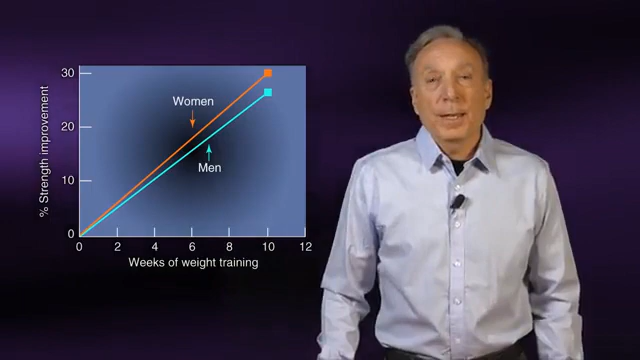 % Strength improvement
30
20
10
0
Women
Men
0 2 4 6 8 10 12
Weeks of weight training